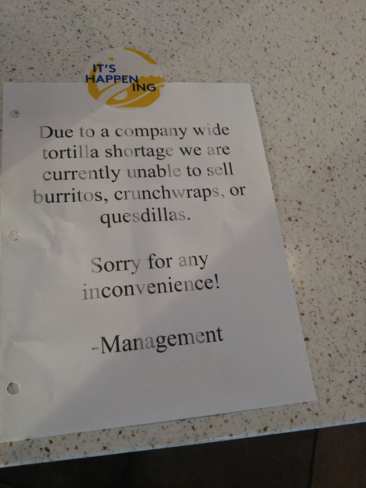 IT'S
HAPPEN
ING
Due to a company wide
tortilla shortage we are
currently unable to sell
burritos, crunchwraps, or
quesdillas.
Sorry for any
inconvenience!
-Management